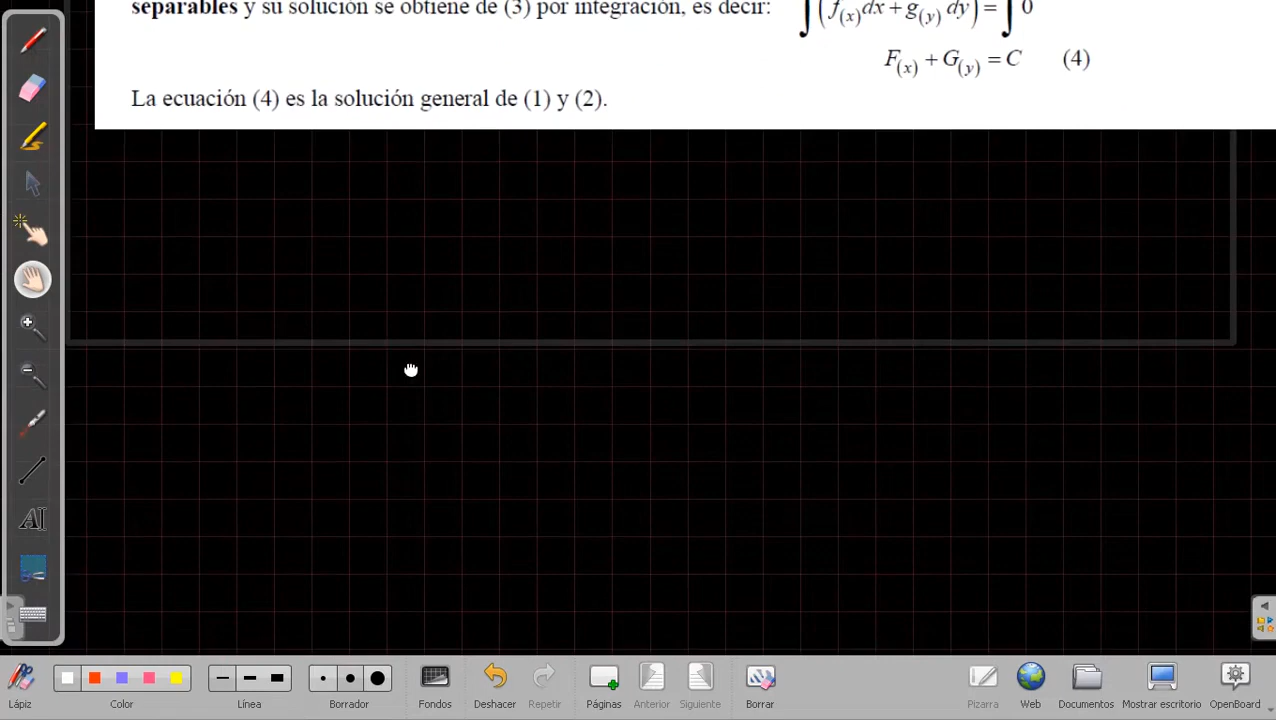 separables y su solución se obtiene de (3) por integración, es decir: ∫(f(x)dx + g(y) dy) = ∫0
F(x) + G(y) = C (4)
La ecuación (4) es la solución general de (1) y (2).
Lápiz Color Línea Borrador Fondos Deshacer Repetir Páginas Anterior Siguiente Borrar Pizarra Web Documentos Mostrar escritorio OpenBoard